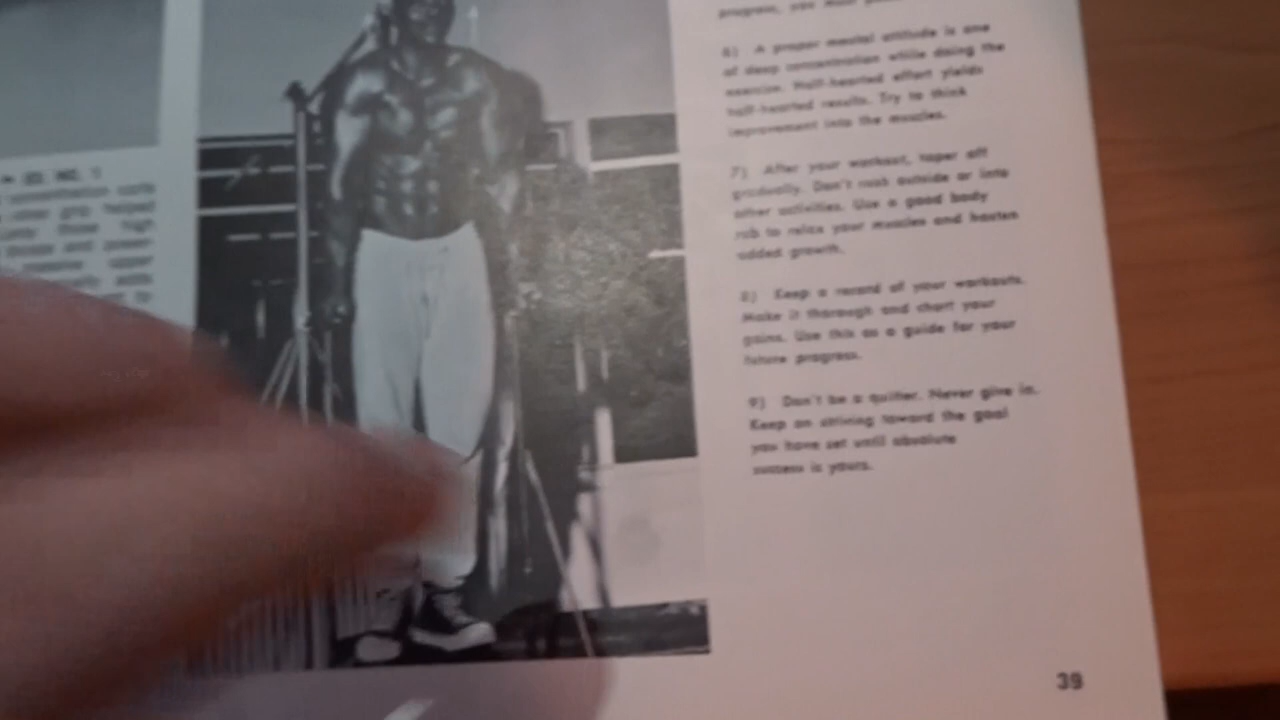 ED. NO. 1
6) A proper mental attitude is one
of deep concentration while doing the
exercise. Half-hearted effort yields
half-hearted results. Try to think
improvement into the muscles.
7) After your workout, taper off
gradually. Don't rush outside or into
other activities. Use a good body
rub to relax your muscles and hasten
added growth.
8) Keep a record of your workouts.
Make it thorough and chart your
gains. Use this as a guide for your
future progress.
9) Don't be a quitter. Never give in.
Keep on striving toward the goal
you have set until absolute
success is yours.
39